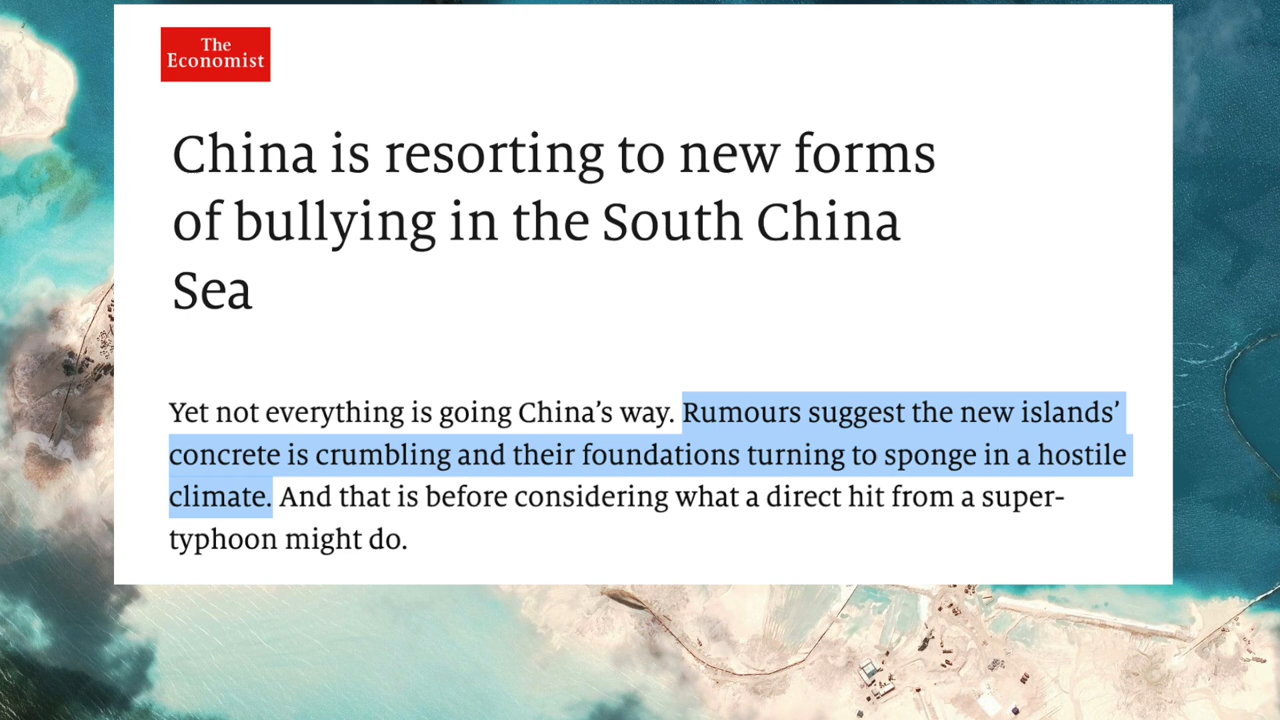 The
Economist
China is resorting to new forms
of bullying in the South China
Sea
Yet not everything is going China’s way. Rumours suggest the new islands’
concrete is crumbling and their foundations turning to sponge in a hostile
climate. And that is before considering what a direct hit from a super-
typhoon might do.